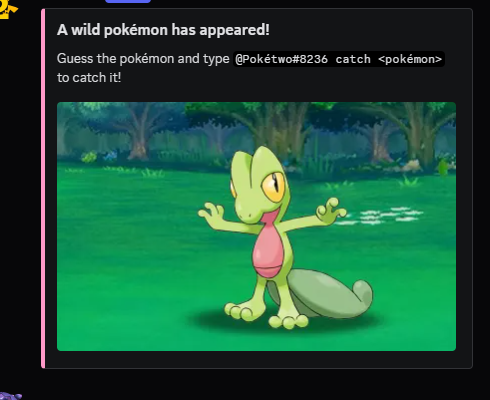 A wild pokémon has appeared!
Guess the pokémon and type @Pokétwo#8236 catch <pokémon>
to catch it!